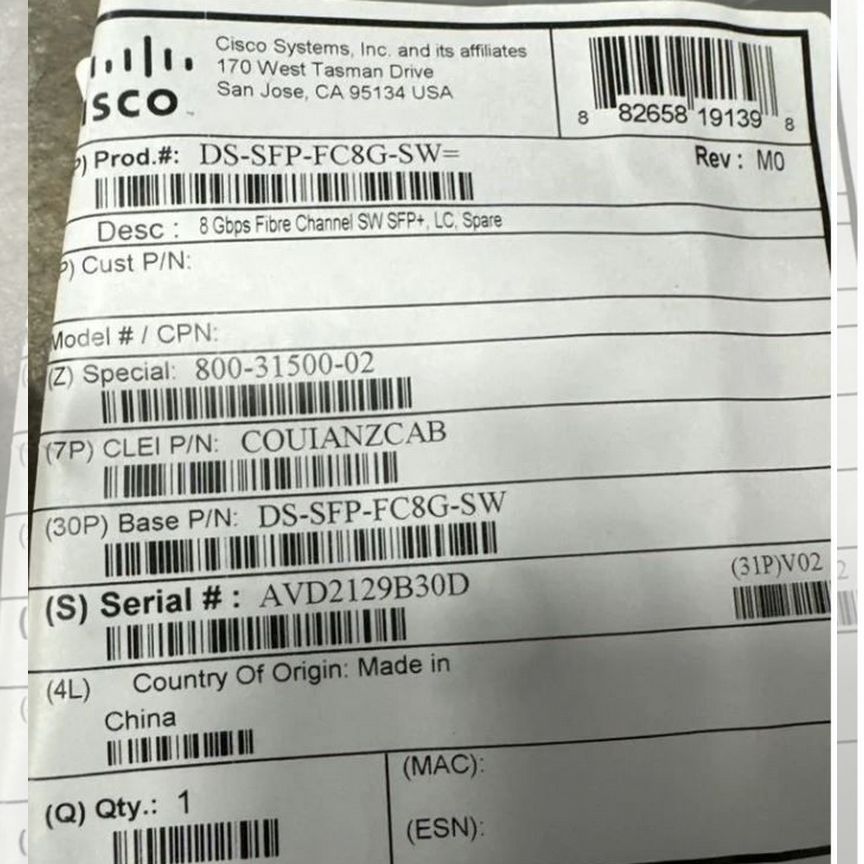 Cisco Systems, Inc. and its affiliates
170 West Tasman Drive
San Jose, CA 95134 USA
ISCO
8 82658 19139 8
P) Prod.#: DS-SFP-FC8G-SW=
Rev : M0
Desc : 8 Gbps Fibre Channel SW SFP+, LC, Spare
P) Cust P/N:
Model # / CPN:
(Z) Special: 800-31500-02
(7P) CLEI P/N: COUIANZCAB
(30P) Base P/N: DS-SFP-FC8G-SW
(S) Serial # : AVD2129B30D
(31P)V02
(4L) Country Of Origin: Made in
China
(Q) Qty.: 1
(MAC):
(ESN):